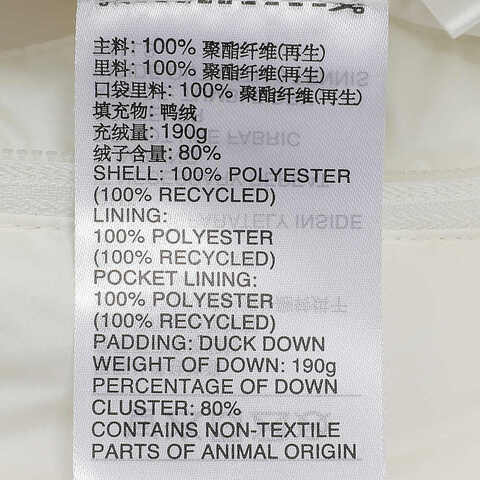 主料: 100% 聚酯纤维(再生)
里料: 100% 聚酯纤维(再生)
口袋里料: 100% 聚酯纤维(再生)
填充物: 鸭绒
充绒量: 190g
绒子含量: 80%
SHELL: 100% POLYESTER
(100% RECYCLED)
LINING:
100% POLYESTER
(100% RECYCLED)
POCKET LINING:
100% POLYESTER
(100% RECYCLED)
PADDING: DUCK DOWN
WEIGHT OF DOWN: 190g
PERCENTAGE OF DOWN
CLUSTER: 80%
CONTAINS NON-TEXTILE
PARTS OF ANIMAL ORIGIN